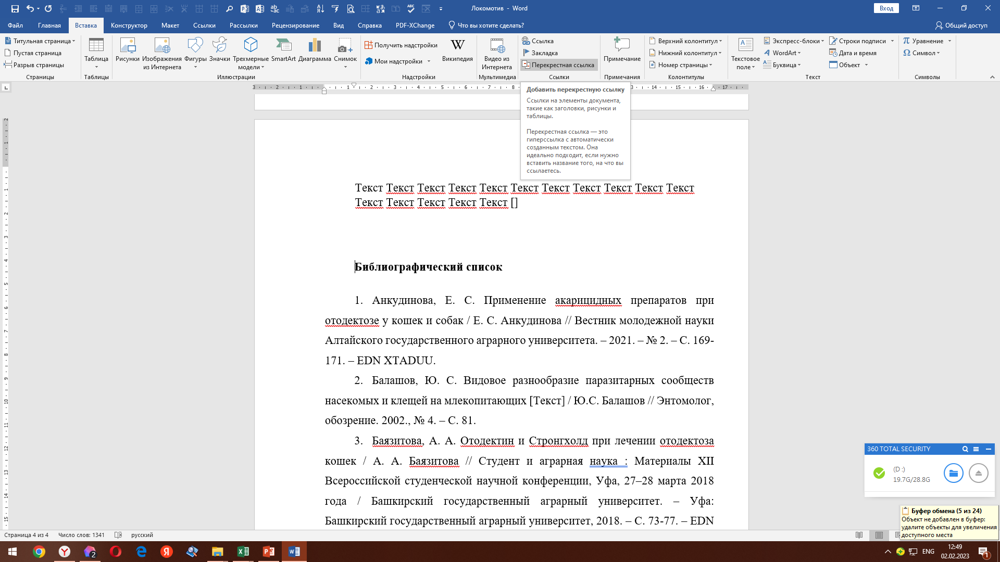 Локомотив - Word
Вход
Файл Главная Вставка Конструктор Макет Ссылки Рассылки Рецензирование Вид Справка PDF-XChange Что вы хотите сделать? Общий доступ
Титульная страница
Пустая страница
Разрыв страницы
Страницы
Таблица
Таблицы
Рисунки
Изображения
из Интернета
Фигуры
Значки
Трехмерные
модели
SmartArt
Диаграмма
Снимок
Иллюстрации
Получить надстройки
Мои надстройки
W
Википедия
Надстройки
Видео из
Интернета
Мультимедиа
Ссылка
Закладка
Перекрестная ссылка
Ссылки
Примечание
Примечания
Верхний колонтитул
Нижний колонтитул
Номер страницы
Колонтитулы
Текстовое
поле
Экспресс-блоки
WordArt
Буквица
Строки подписи
Дата и время
Объект
Текст
Уравнение
Символ
Символы
Добавить перекрестную ссылку
Ссылки на элементы документа,
такие как заголовки, рисунки и
таблицы.
Перекрестная ссылка — это
гиперссылка с автоматически
созданным текстом. Она
идеально подходит, если нужно
вставить название того, на что вы
ссылаетесь.
Текст Текст Текст Текст Текст Текст Текст Текст Текст Текст Текст
Текст Текст Текст Текст Текст []
Библиографический список
1. Анкудинова, Е. С. Применение акарицидных препаратов при
отодектозе у кошек и собак / Е. С. Анкудинова // Вестник молодежной науки
Алтайского государственного аграрного университета. – 2021. – № 2. – С. 169-
171. – EDN XTADUU.
2. Балашов, Ю. С. Видовое разнообразие паразитарных сообществ
насекомых и клещей на млекопитающих [Текст] / Ю.С. Балашов // Энтомолог,
обозрение. 2002., № 4. – С. 81.
3. Баязитова, А. А. Отодектин и Стронгхолд при лечении отодектоза
кошек / А. А. Баязитова // Студент и аграрная наука : Материалы XII
Всероссийской студенческой научной конференции, Уфа, 27–28 марта 2018
года / Башкирский государственный аграрный университет. – Уфа:
Башкирский государственный аграрный университет, 2018. – С. 73-77. – EDN
360 TOTAL SECURITY
(D :)
19.7G/28.8G
Буфер обмена (5 из 24)
Объект не добавлен в буфер:
удалите объекты для увеличения
доступного места
Страница 4 из 4 Число слов: 1341 русский
ENG
12:49
02.02.2023